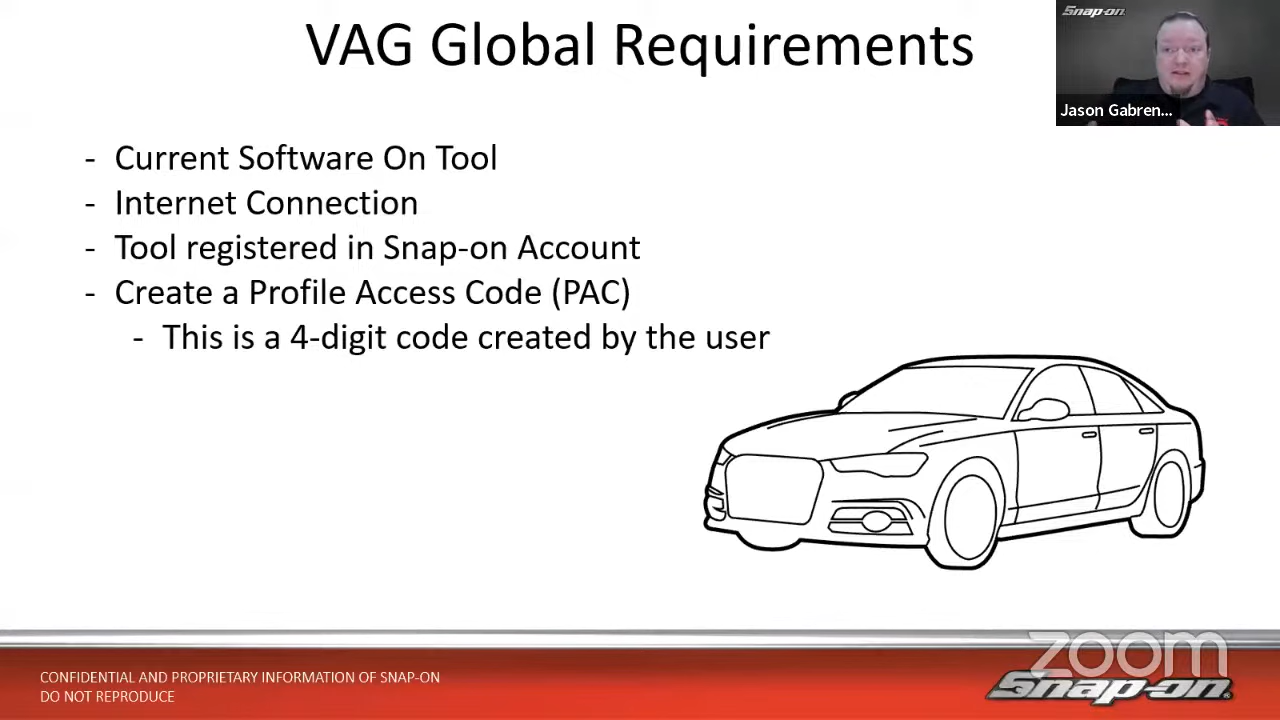 VAG Global Requirements
Snap-on
Jason Gabren...
- Current Software On Tool
- Internet Connection
- Tool registered in Snap-on Account
- Create a Profile Access Code (PAC)
- This is a 4-digit code created by the user
CONFIDENTIAL AND PROPRIETARY INFORMATION OF SNAP-ON
DO NOT REPRODUCE
zoom
Snap-on